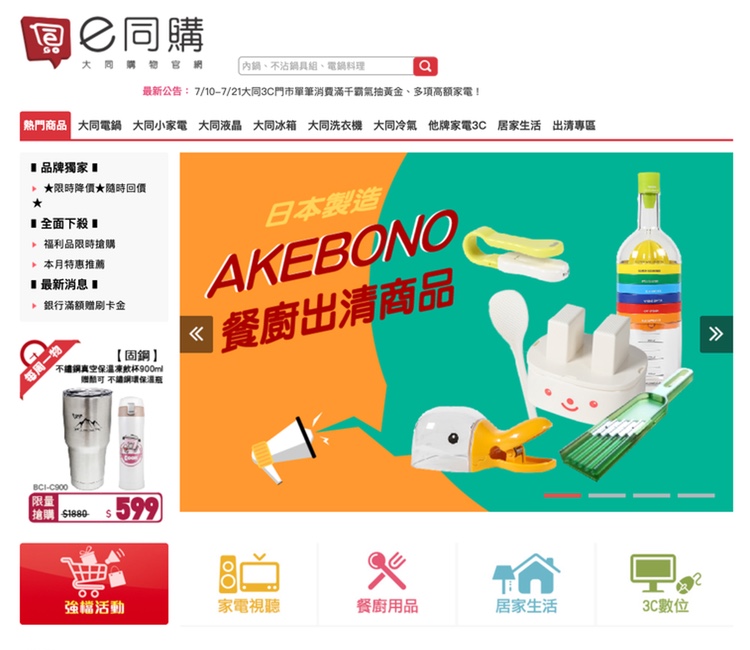 e同購
大同購物官網
內鍋、不沾鍋具組、電鍋料理
最新公告： 7/10-7/21大同3C門市單筆消費滿千霸氣抽黃金、多項高額家電！
熱門商品 大同電鍋 大同小家電 大同液晶 大同冰箱 大同洗衣機 大同冷氣 他牌家電3C 居家生活 出清專區
▮ 品牌獨家 ▮
★限時降價★隨時回價
★
▮ 全面下殺 ▮
福利品限時搶購
本月特惠推薦
▮ 最新消息 ▮
銀行滿額贈刷卡金
日本製造
AKEBONO
餐廚出清商品
每周一物
【固鋼】
不鏽鋼真空保溫凍飲杯900ml
贈酷可 不鏽鋼環保溫瓶
BCI-C900
限量
搶購 $1880 $599
強檔活動
家電視聽
餐廚用品
居家生活
3C數位